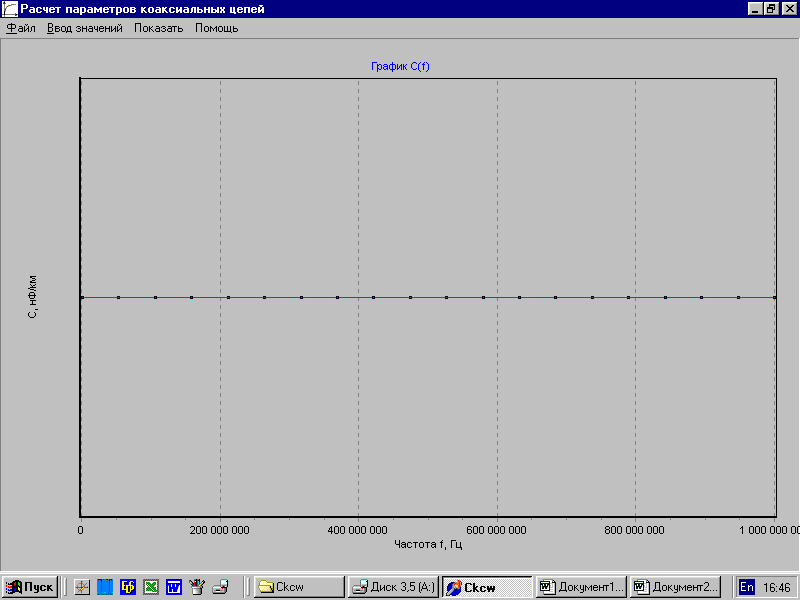 Расчет параметров коаксиальных цепей
Файл Ввод значений Показать Помощь
График C(f)
С, нФ/км
0 200 000 000 400 000 000 600 000 000 800 000 000 1 000 000 00
Частота f, Гц
Пуск Ckcw Диск 3,5 (A:) Ckcw Документ1... Документ2... En 16:46